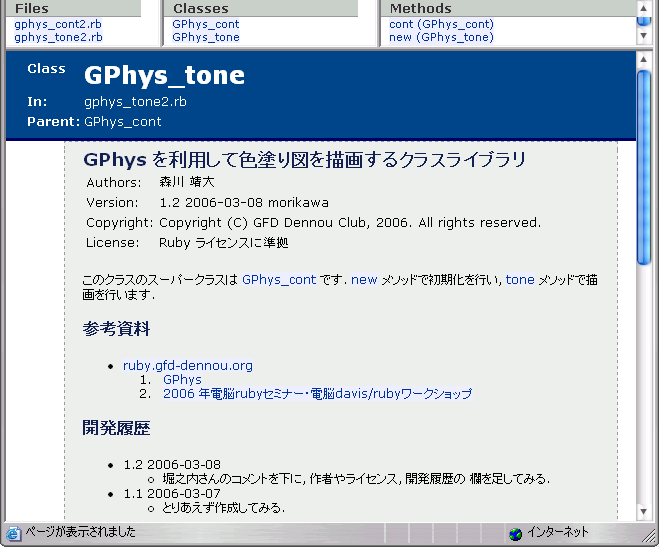 Files
gphys_cont2.rb
gphys_tone2.rb
Classes
GPhys_cont
GPhys_tone
Methods
cont (GPhys_cont)
new (GPhys_tone)
Class GPhys_tone
In: gphys_tone2.rb
Parent: GPhys_cont
GPhys を利用して色塗り図を描画するクラスライブラリ
Authors: 森川 靖大
Version: 1.2 2006-03-08 morikawa
Copyright: Copyright (C) GFD Dennou Club, 2006. All rights reserved.
License: Ruby ライセンスに準拠
このクラスのスーパークラスは GPhys_cont です. new メソッドで初期化を行い, tone メソッドで描
画を行います.
参考資料
• ruby.gfd-dennou.org
1. GPhys
2. 2006 年電脳rubyセミナー・電脳davis/rubyワークショップ
開発履歴
• 1.2 2006-03-08
○ 堀之内さんのコメントを下に, 作者やライセンス, 開発履歴の 欄を足してみる.
• 1.1 2006-03-07
○ とりあえず作成してみる.
ページが表示されました
インターネット